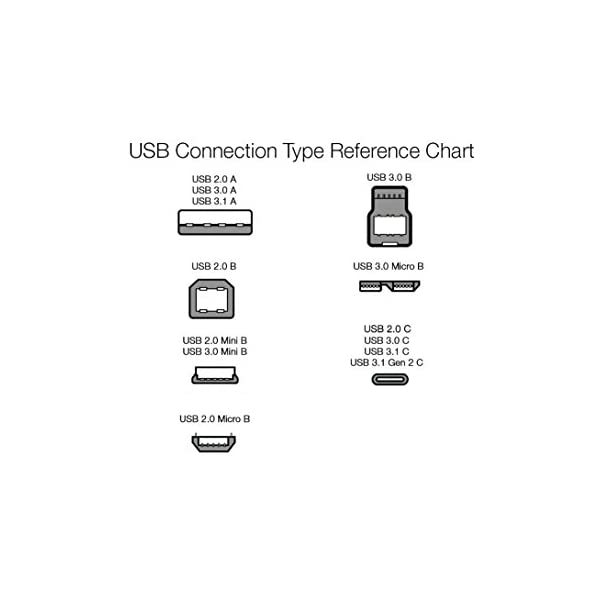 USB Connection Type Reference Chart
USB 2.0 A
USB 3.0 A
USB 3.1 A
USB 2.0 B
USB 2.0 Mini B
USB 3.0 Mini B
USB 2.0 Micro B
USB 3.0 B
USB 3.0 Micro B
USB 2.0 C
USB 3.0 C
USB 3.1 C
USB 3.1 Gen 2 C